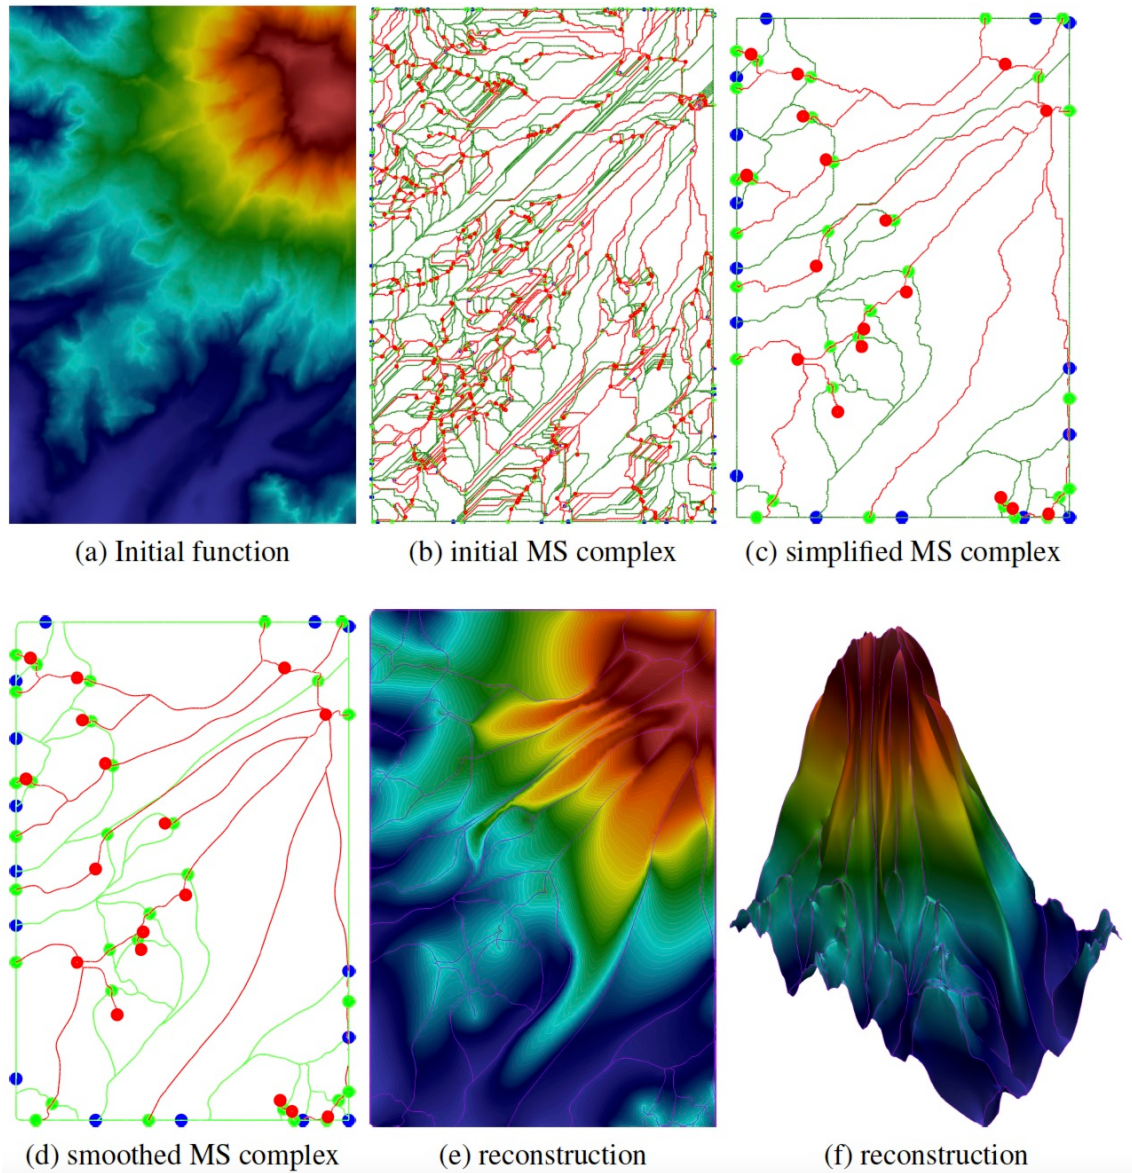 (a) Initial function
(b) initial MS complex
(c) simplified MS complex
(d) smoothed MS complex
(e) reconstruction
(f) reconstruction